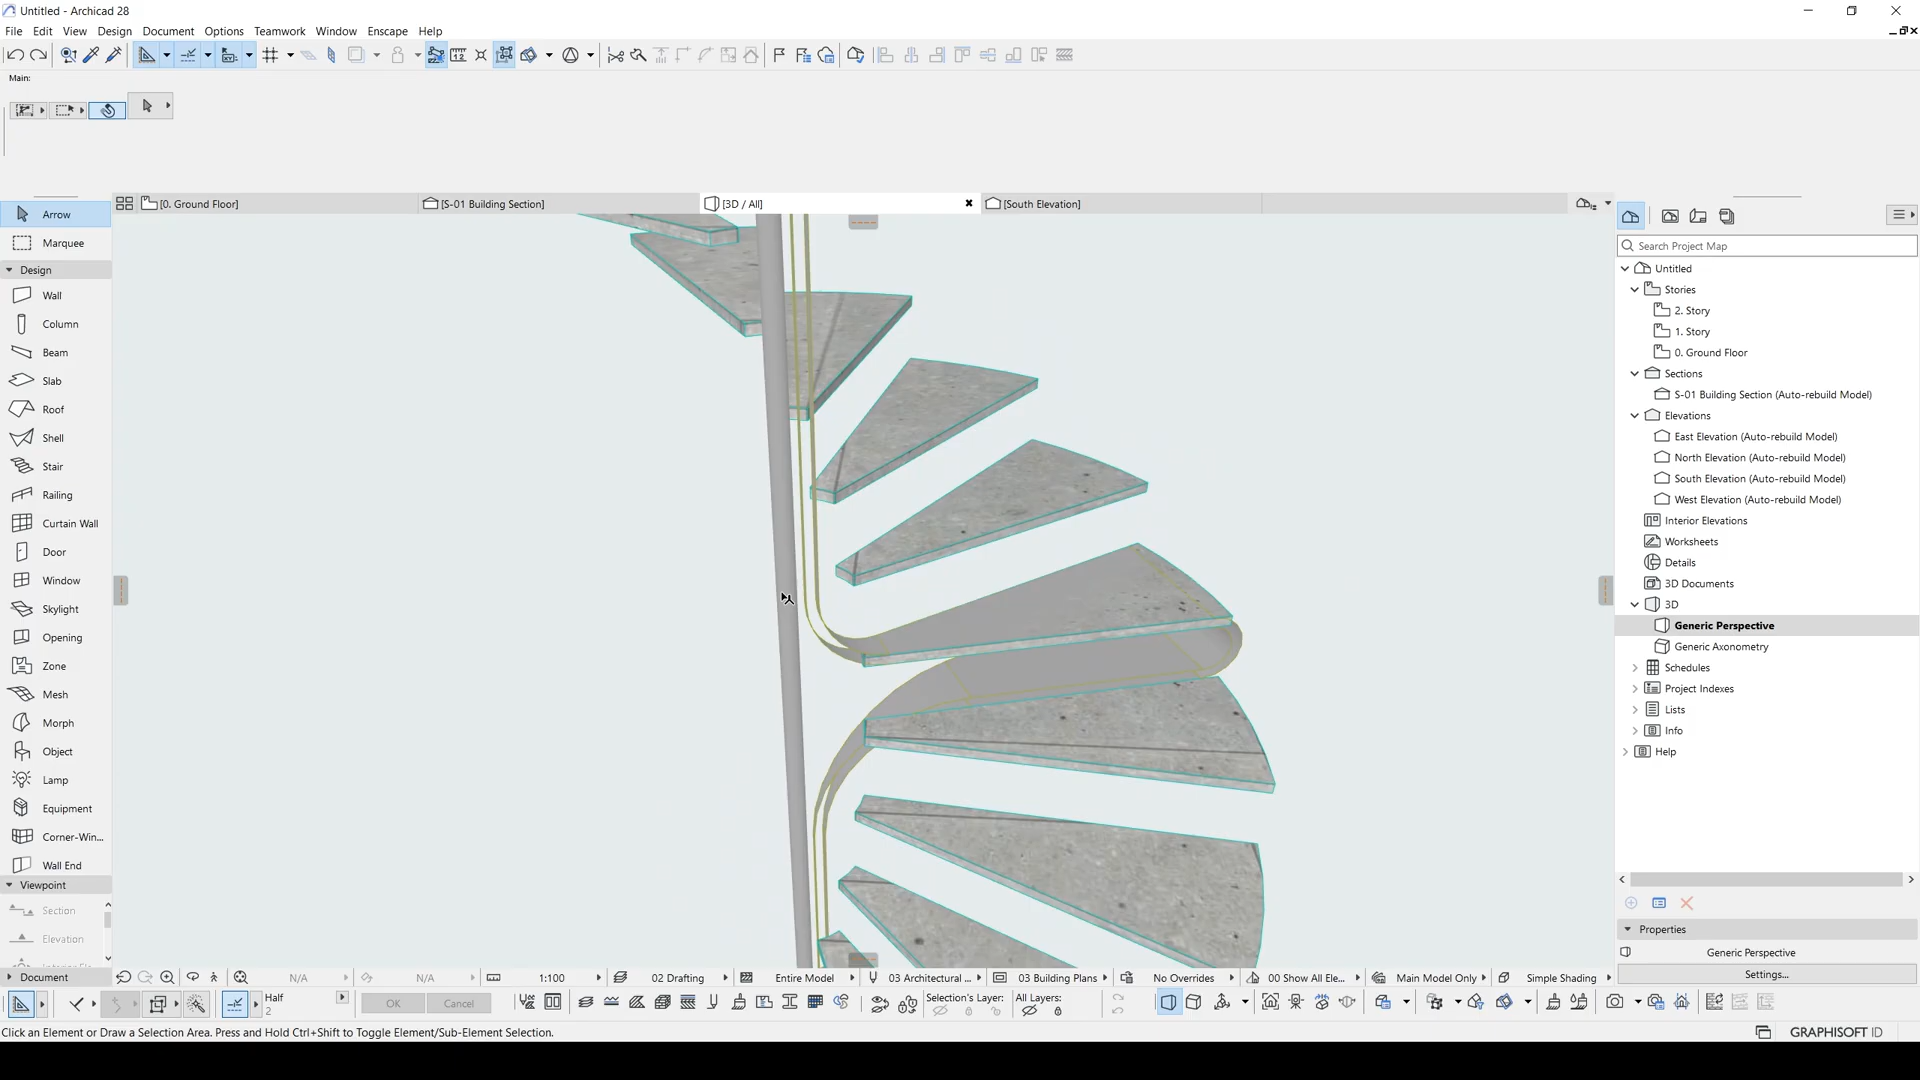 Untitled - Archicad 28
File Edit View Design Document Options Teamwork Window Enscape Help
Main:
[0. Ground Floor] [S-01 Building Section] [3D / All] [South Elevation]
Arrow
Marquee
Design
Wall
Column
Beam
Slab
Roof
Shell
Stair
Railing
Curtain Wall
Door
Window
Skylight
Opening
Zone
Mesh
Morph
Object
Lamp
Equipment
Corner-Win...
Wall End
Viewpoint
Section
Elevation
Document
Search Project Map
Untitled
Stories
2. Story
1. Story
0. Ground Floor
Sections
S-01 Building Section (Auto-rebuild Model)
Elevations
East Elevation (Auto-rebuild Model)
North Elevation (Auto-rebuild Model)
South Elevation (Auto-rebuild Model)
West Elevation (Auto-rebuild Model)
Interior Elevations
Worksheets
Details
3D Documents
3D
Generic Perspective
Generic Axonometry
Schedules
Project Indexes
Lists
Info
Help
Properties
Generic Perspective
Settings...
N/A N/A 1:100 02 Drafting Entire Model 03 Architectural ... 03 Building Plans No Overrides 00 Show All Ele... Main Model Only Simple Shading
Half
2
OK Cancel
Selection's Layer: All Layers:
Click an Element or Draw a Selection Area. Press and Hold Ctrl+Shift to Toggle Element/Sub-Element Selection.
GRAPHISOFT ID